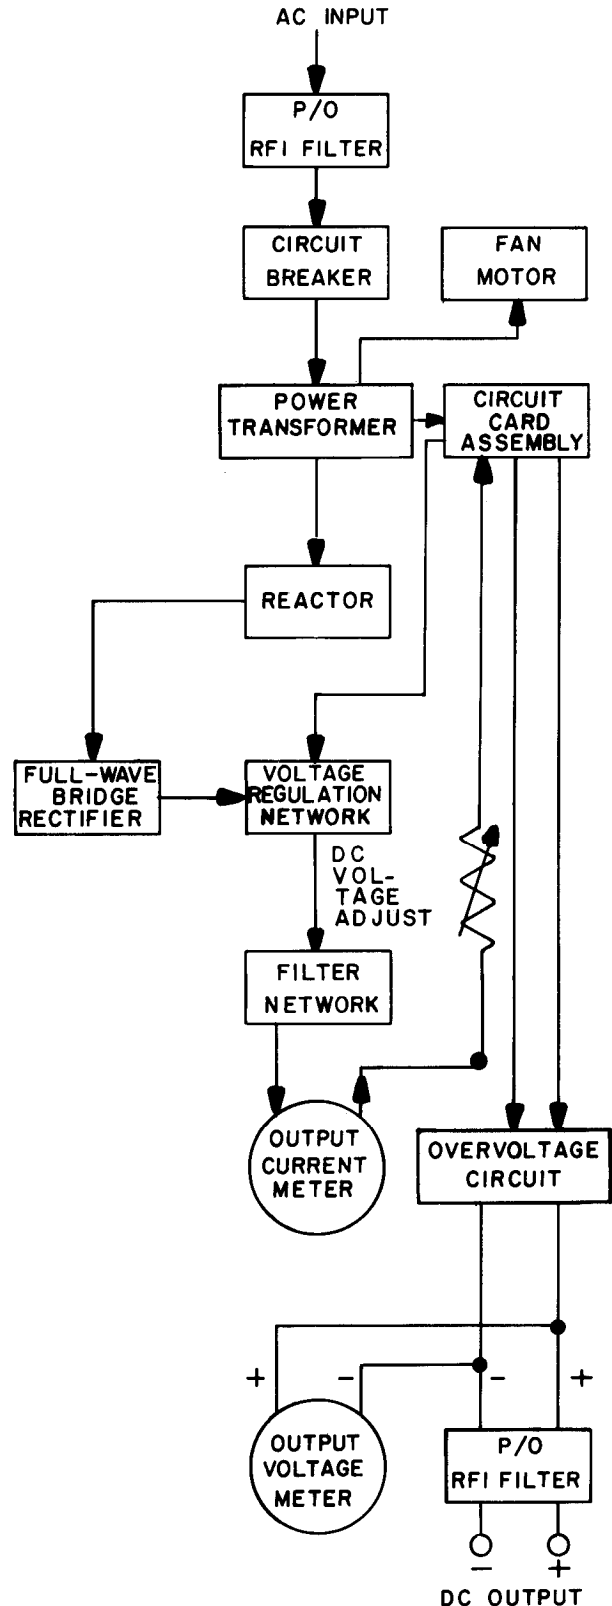 AC INPUT
P/O
RFI FILTER
CIRCUIT
BREAKER
FAN
MOTOR
POWER
TRANSFORMER
CIRCUIT
CARD
ASSEMBLY
REACTOR
FULL-WAVE
BRIDGE
RECTIFIER
VOLTAGE
REGULATION
NETWORK
DC
VOL-
TAGE
ADJUST
FILTER
NETWORK
OUTPUT
CURRENT
METER
OVERVOLTAGE
CIRCUIT
+ - - +
OUTPUT
VOLTAGE
METER
P/O
RFI FILTER
- +
DC OUTPUT